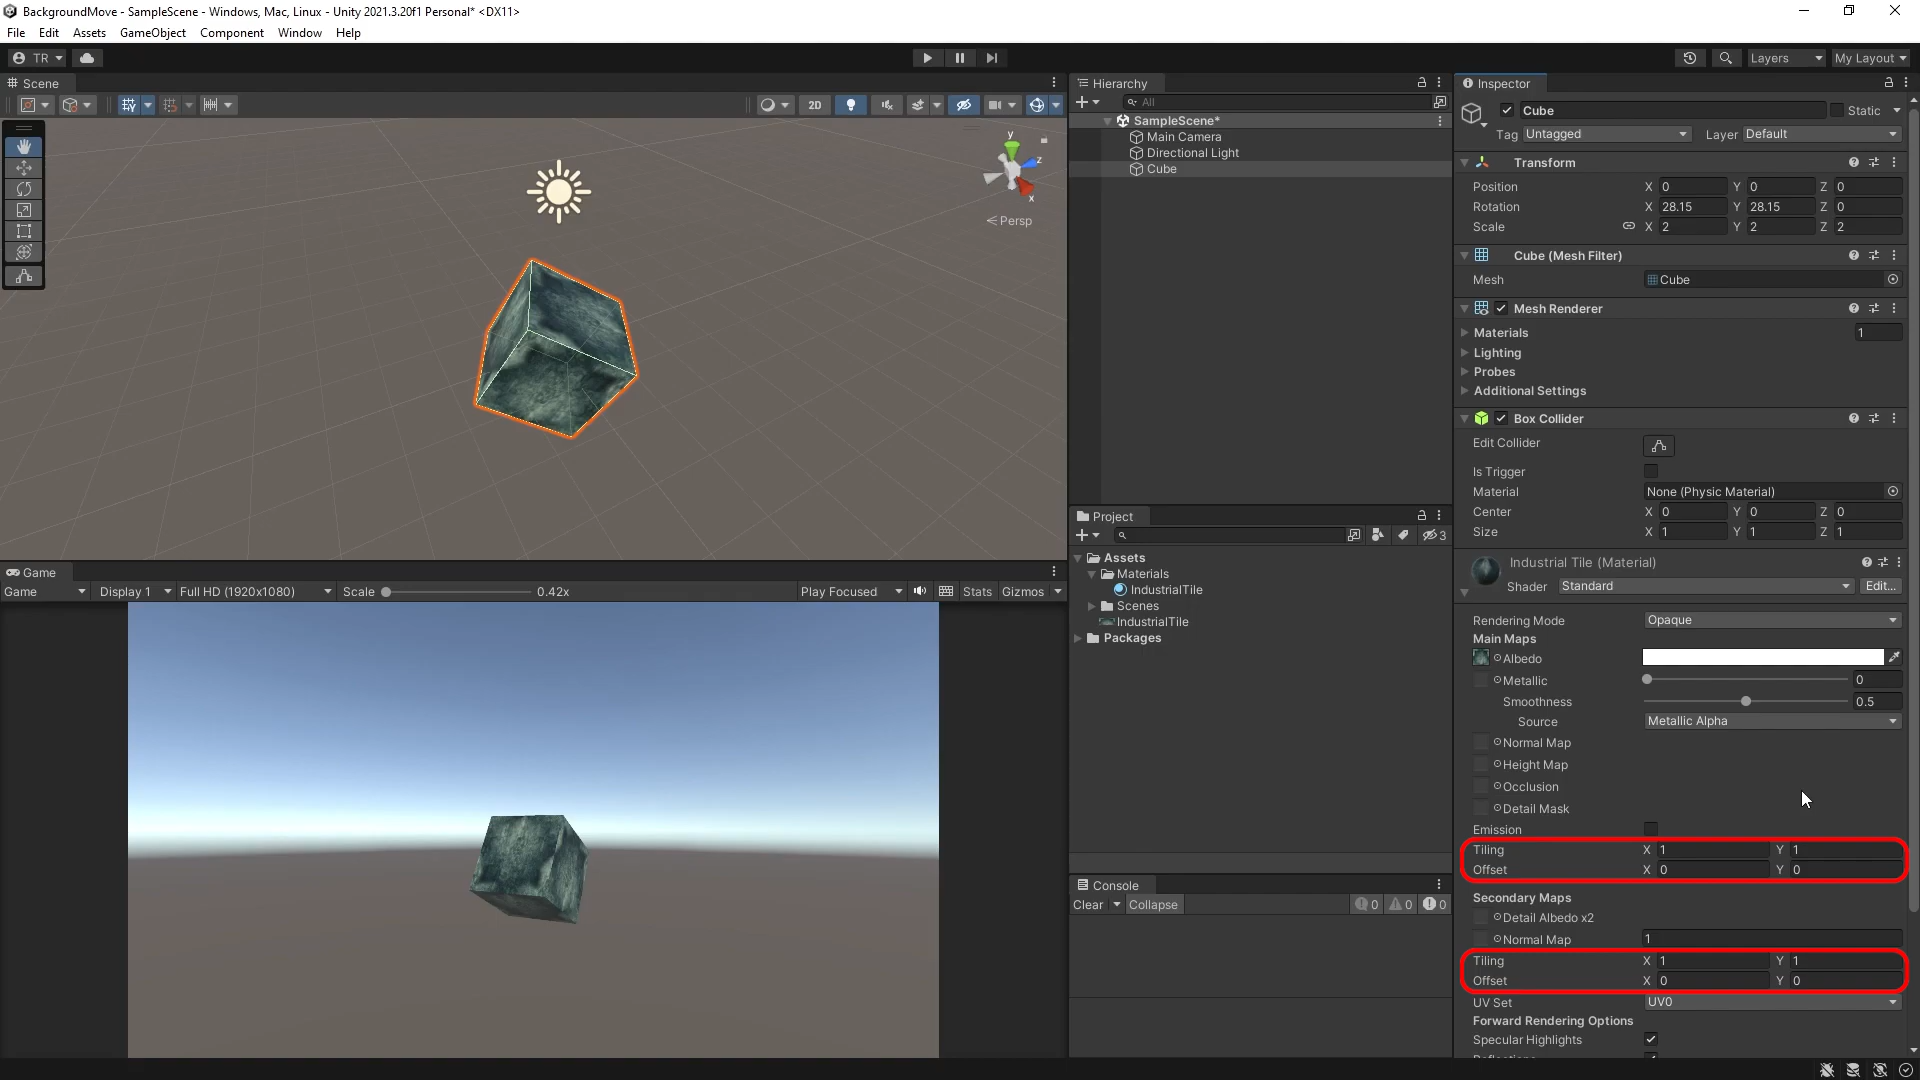 BackgroundMove - SampleScene - Windows, Mac, Linux - Unity 2021.3.20f1 Personal* <DX11>
File Edit Assets GameObject Component Window Help
TR Layers My Layout
Scene
2D
y
z
x
Persp
Game
Game Display 1 Full HD (1920x1080) Scale 0.42x Play Focused Stats Gizmos
Hierarchy
All
SampleScene*
Main Camera
Directional Light
Cube
Project
3
Assets
Materials
IndustrialTile
Scenes
IndustrialTile
Packages
Console
Clear Collapse 0 0 0
Inspector
Cube Static
Tag Untagged Layer Default
Transform
Position X 0 Y 0 Z 0
Rotation X 28.15 Y 28.15 Z 0
Scale X 2 Y 2 Z 2
Cube (Mesh Filter)
Mesh Cube
Mesh Renderer
Materials 1
Lighting
Probes
Additional Settings
Box Collider
Edit Collider
Is Trigger
Material None (Physic Material)
Center X 0 Y 0 Z 0
Size X 1 Y 1 Z 1
Industrial Tile (Material)
Shader Standard Edit...
Rendering Mode Opaque
Main Maps
Albedo
Metallic 0
Smoothness 0.5
Source Metallic Alpha
Normal Map
Height Map
Occlusion
Detail Mask
Emission
Tiling X 1 Y 1
Offset X 0 Y 0
Secondary Maps
Detail Albedo x2
Normal Map 1
Tiling X 1 Y 1
Offset X 0 Y 0
UV Set UV0
Forward Rendering Options
Specular Highlights